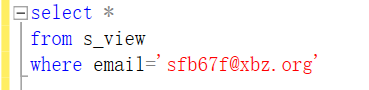 select *
from s_view
where email='sfb67f@xbz.org'